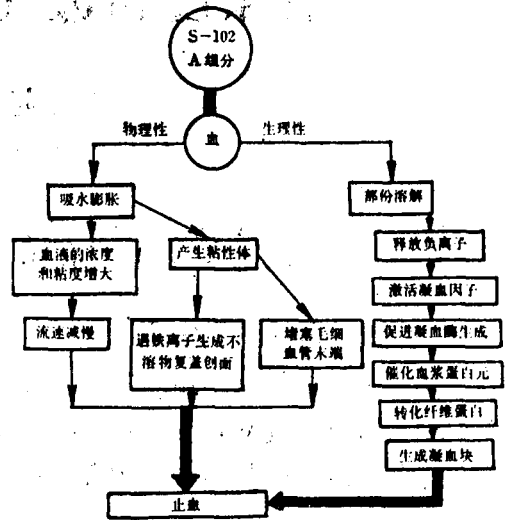 S-102
A组分
血
物理性
生理性
吸水膨胀
部份溶解
血液的浓度
和粘度增大
产生粘性体
释放负离子
激活凝血因子
流速减慢
遇铁离子生成不
溶物复盖创面
堵塞毛细
血管末端
促进凝血酶生成
催化血浆蛋白元
转化纤维蛋白
生成凝血块
止血